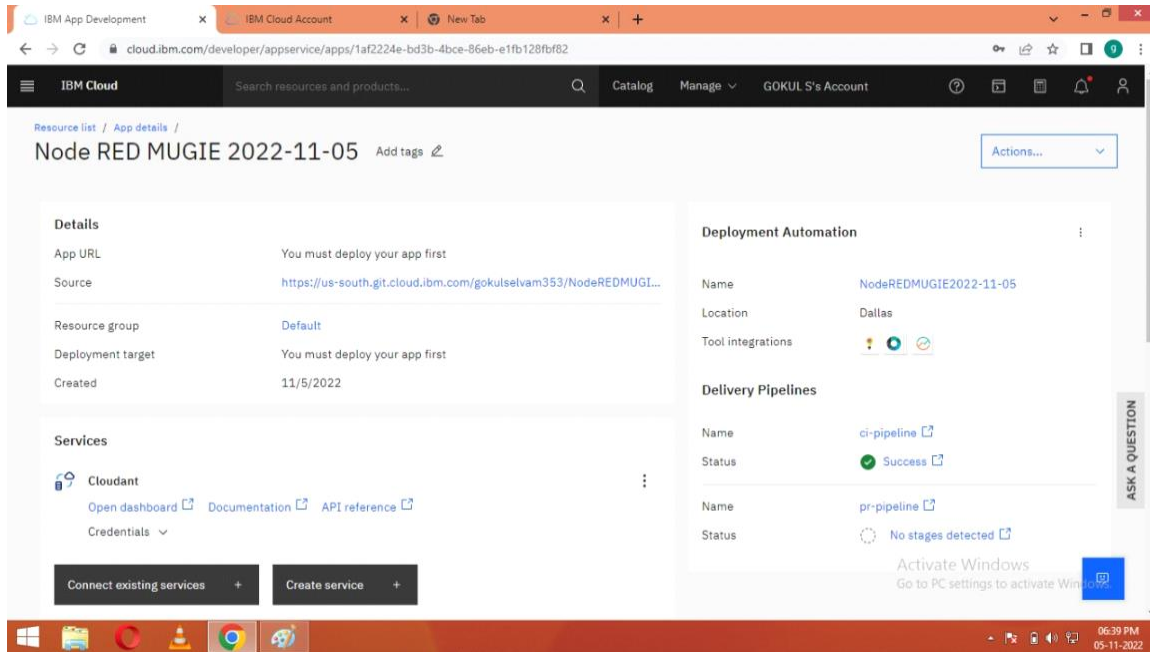 IBM App Development
IBM Cloud Account
New Tab
cloud.ibm.com/developer/appservice/apps/1af2224e-bd3b-4bce-86eb-e1fb128fbf82
g
IBM Cloud
Search resources and products...
Catalog
Manage
GOKUL S's Account
Resource list / App details /
Node RED MUGIE 2022-11-05
Add tags
Actions...
Details
App URL
You must deploy your app first
Source
https://us-south.git.cloud.ibm.com/gokulselvam353/NodeREDMUGI...
Resource group
Default
Deployment target
You must deploy your app first
Created
11/5/2022
Services
Cloudant
Open dashboard
Documentation
API reference
Credentials
Connect existing services +
Create service +
Deployment Automation
Name
NodeREDMUGIE2022-11-05
Location
Dallas
Tool integrations
Delivery Pipelines
Name
ci-pipeline
Status
Success
Name
pr-pipeline
Status
No stages detected
ASK A QUESTION
Activate Windows
Go to PC settings to activate Windows.
06:39 PM
05-11-2022